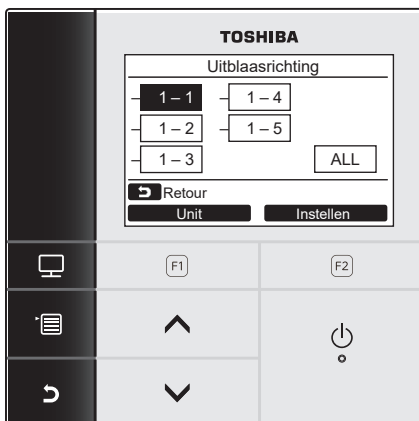 TOSHIBA
Uitblaasrichting
1 – 1
1 – 4
1 – 2
1 – 5
1 – 3
ALL
Retour
Unit
Instellen
F1
F2